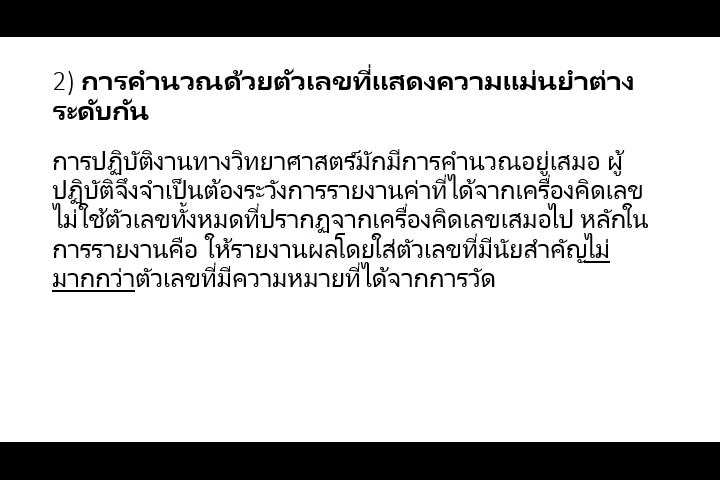 2) การคำนวณด้วยตัวเลขที่แสดงความแม่นยำต่าง
ระดับกัน
การปฏิบัติงานทางวิทยาศาสตร์มักมีการคำนวณอยู่เสมอ ผู้
ปฏิบัติจึงจำเป็นต้องระวังการรายงานค่าที่ได้จากเครื่องคิดเลข
ไม่ใช้ตัวเลขทั้งหมดที่ปรากฏจากเครื่องคิดเลขเสมอไป หลักใน
การรายงานคือ ให้รายงานผลโดยใส่ตัวเลขที่มีนัยสำคัญไม่
มากกว่าตัวเลขที่มีความหมายที่ได้จากการวัด